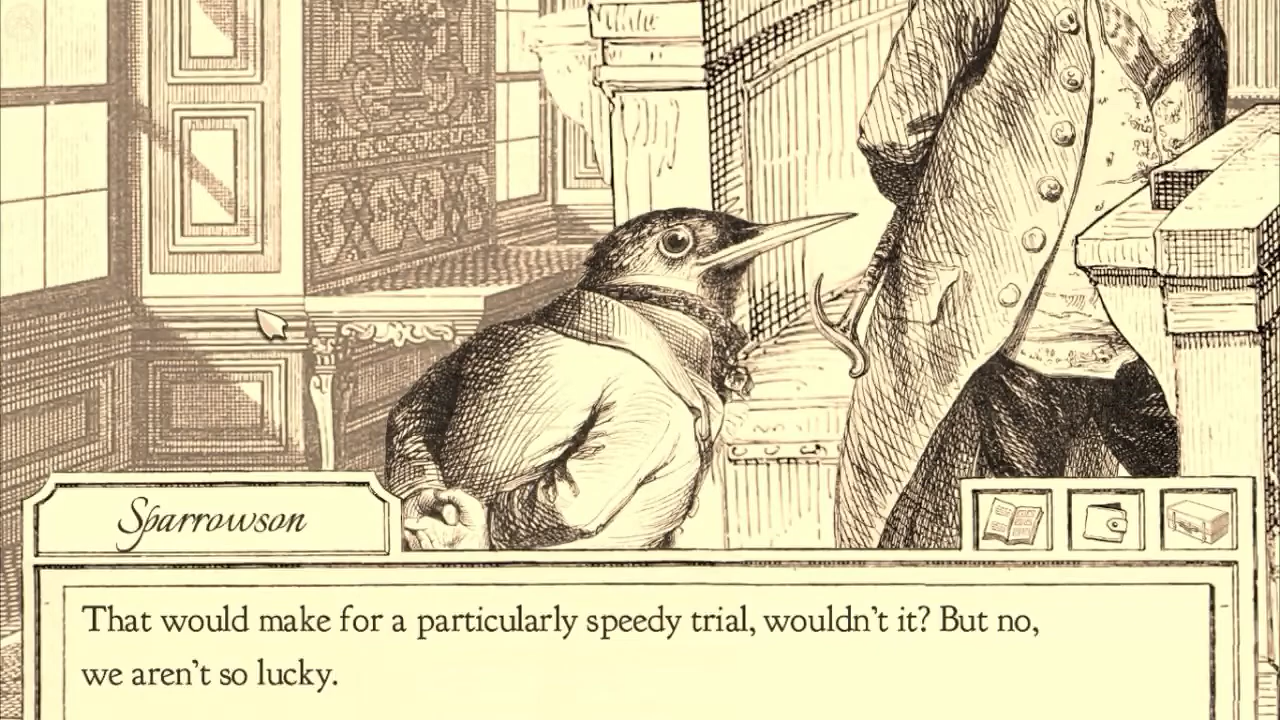 Sparrowson
That would make for a particularly speedy trial, wouldn't it? But no,
we aren't so lucky.